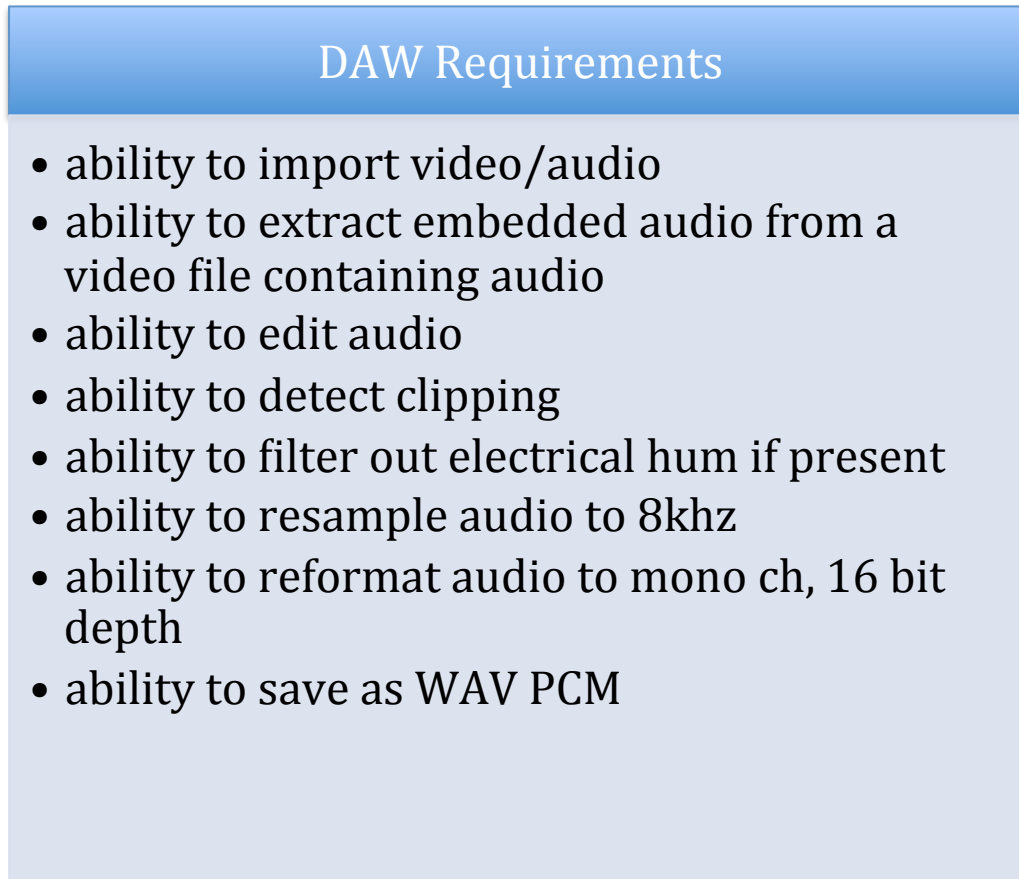 DAW Requirements
• ability to import video/audio
• ability to extract embedded audio from a
video file containing audio
• ability to edit audio
• ability to detect clipping
• ability to filter out electrical hum if present
• ability to resample audio to 8khz
• ability to reformat audio to mono ch, 16 bit
depth
• ability to save as WAV PCM